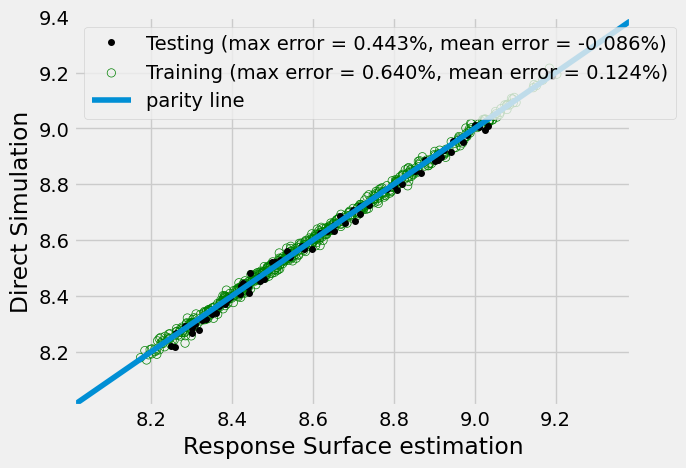 9.4
Testing (max error = 0.443%, mean error = -0.086%)
Training (max error = 0.640%, mean error = 0.124%)
parity line
9.2
9.0
8.8
8.6
8.4
8.2
Direct Simulation
8.2 8.4 8.6 8.8 9.0 9.2
Response Surface estimation